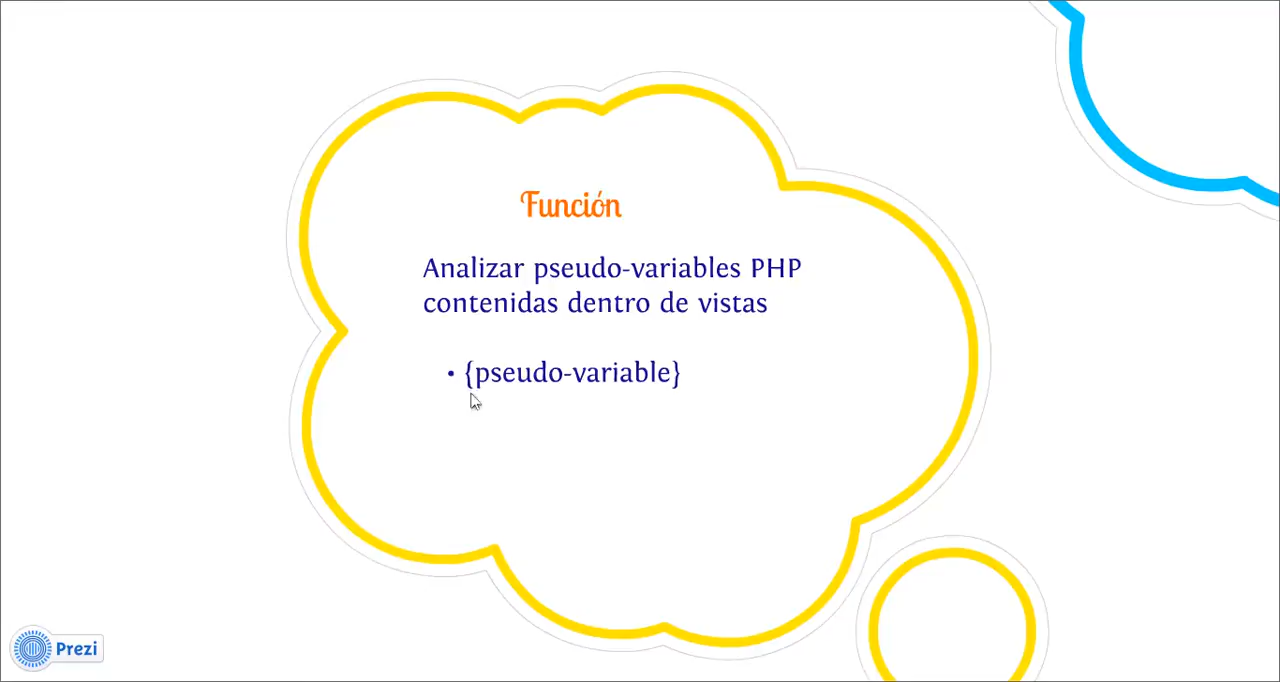 Función
Analizar pseudo-variables PHP
contenidas dentro de vistas
• {pseudo-variable}
Prezi